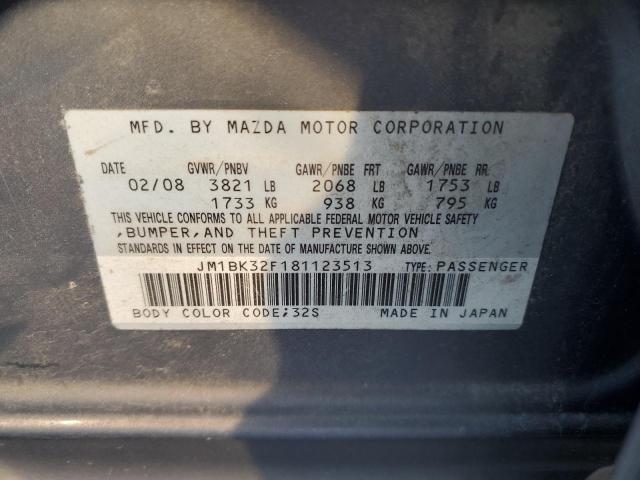 MFD. BY MAZDA MOTOR CORPORATION
DATE GVWR/PNBV GAWR/PNBE FRT GAWR/PNBE RR
02/08 3821 LB 2068 LB 1753 LB
1733 KG 938 KG 795 KG
THIS VEHICLE CONFORMS TO ALL APPLICABLE FEDERAL MOTOR VEHICLE SAFETY
,BUMPER,AND THEFT PREVENTION
STANDARDS IN EFFECT ON THE DATE OF MANUFACTURE SHOWN ABOVE.
JM1BK32F181123513 TYPE: PASSENGER
BODY COLOR CODE;32S MADE IN JAPAN